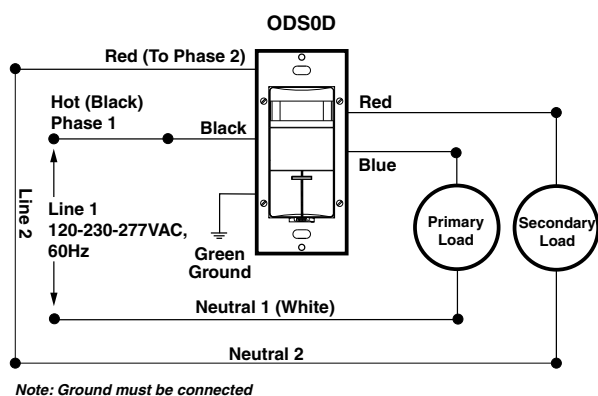 ODS0D
Red (To Phase 2)
Hot (Black)
Phase 1
Black
Red
Blue
Line 2
Line 1
120-230-277VAC,
60Hz
Green
Ground
Primary
Load
Secondary
Load
Neutral 1 (White)
Neutral 2
Note: Ground must be connected